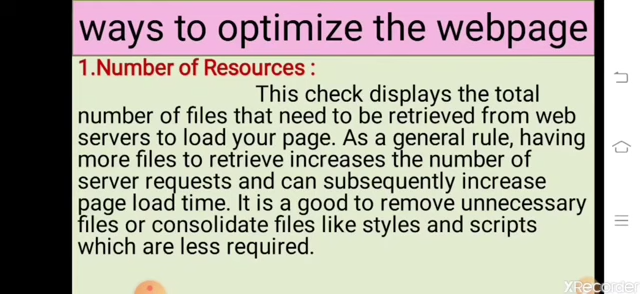 ways to optimize the webpage
1.Number of Resources :
This check displays the total
number of files that need to be retrieved from web
servers to load your page. As a general rule, having
more files to retrieve increases the number of
server requests and can subsequently increase
page load time. It is a good to remove unnecessary
files or consolidate files like styles and scripts
which are less required.
XRecorder